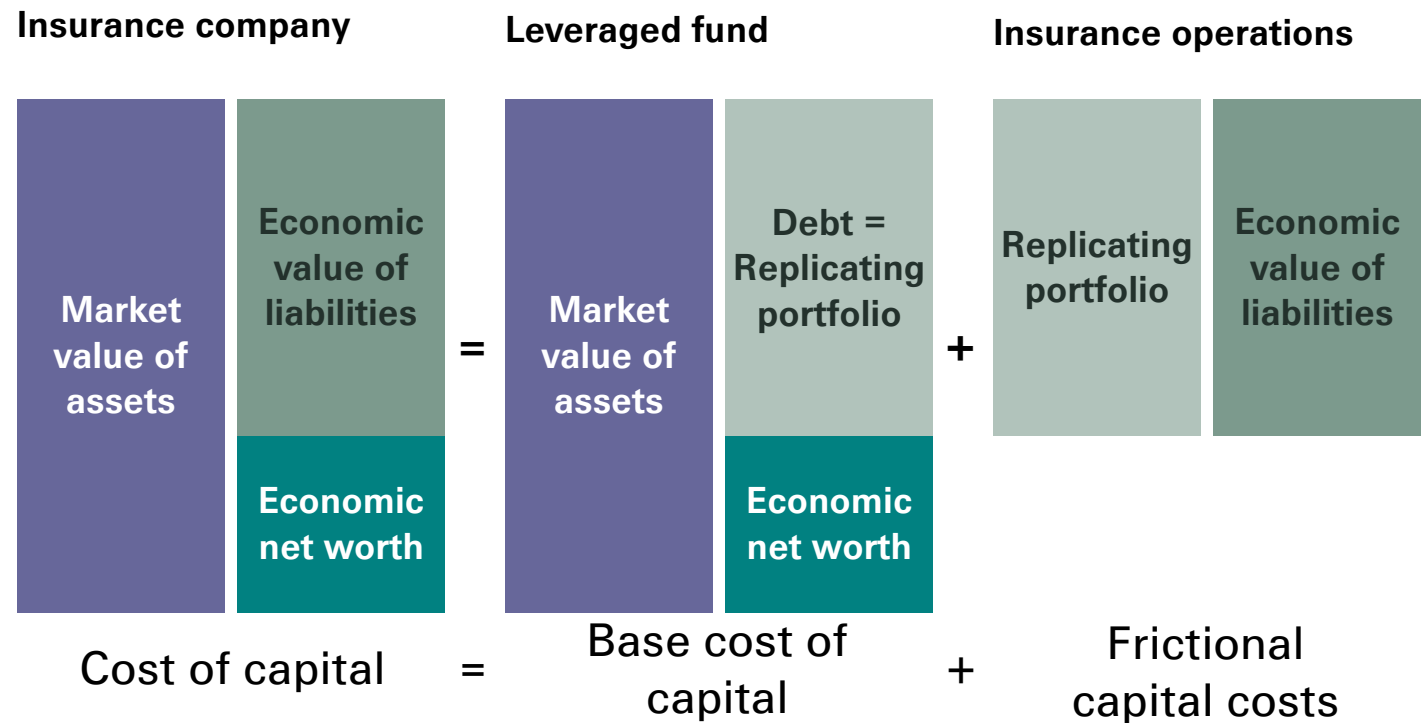 Insurance company
Leveraged fund
Insurance operations
Market
value of
assets
Economic
value of
liabilities
Economic
net worth
=
Market
value of
assets
Debt =
Replicating
portfolio
Economic
net worth
+
Replicating
portfolio
Economic
value of
liabilities
Cost of capital
=
Base cost of
capital
+
Frictional
capital costs